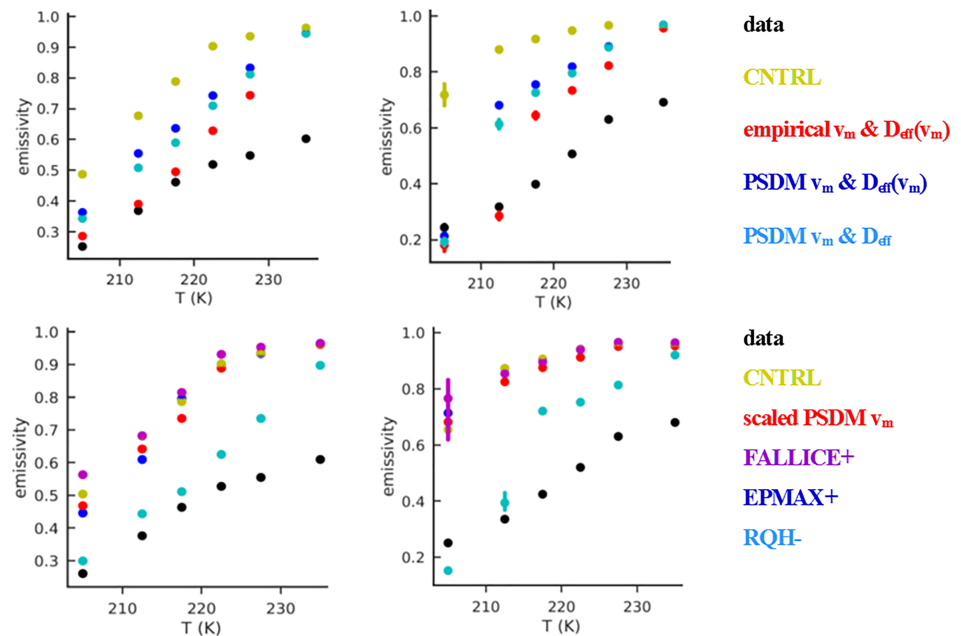 1.0
0.9
0.8
0.7
0.6
0.5
0.4
0.3
emissivity
210
220
230
T (K)
1.0
0.8
0.6
0.4
0.2
emissivity
210
220
230
T (K)
data
CNTRL
empirical vₘ & Dₑff(vₘ)
PSDM vₘ & Dₑff(vₘ)
PSDM vₘ & Dₑff
1.0
0.9
0.8
0.7
0.6
0.5
0.4
0.3
emissivity
210
220
230
T (K)
1.0
0.8
0.6
0.4
0.2
emissivity
210
220
230
T (K)
data
CNTRL
scaled PSDM vₘ
FALLICE+
EPMAX+
RQH-